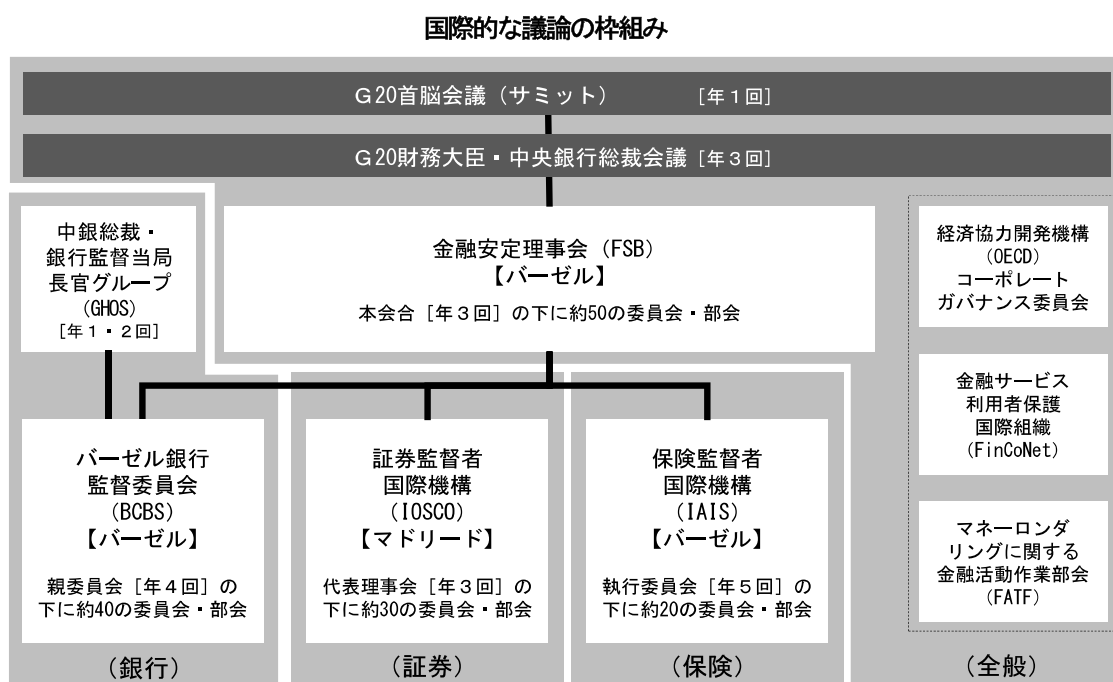 国際的な議論の枠組み
G20首脳会議（サミット）　　［年１回］
G20財務大臣・中央銀行総裁会議［年３回］
中銀総裁・
銀行監督当局
長官グループ
(GHOS)
［年１・２回］
金融安定理事会（FSB）
【バーゼル】
本会合［年３回］の下に約50の委員会・部会
経済協力開発機構
(OECD)
コーポレート
ガバナンス委員会
金融サービス
利用者保護
国際組織
(FinCoNet)
マネーロンダ
リングに関する
金融活動作業部会
(FATF)
バーゼル銀行
監督委員会
(BCBS)
【バーゼル】
親委員会［年４回］の
下に約40の委員会・部会
証券監督者
国際機構
(IOSCO)
【マドリード】
代表理事会［年３回］の
下に約30の委員会・部会
保険監督者
国際機構
(IAIS)
【バーゼル】
執行委員会［年５回］の
下に約20の委員会・部会
（銀行）
（証券）
（保険）
（全般）